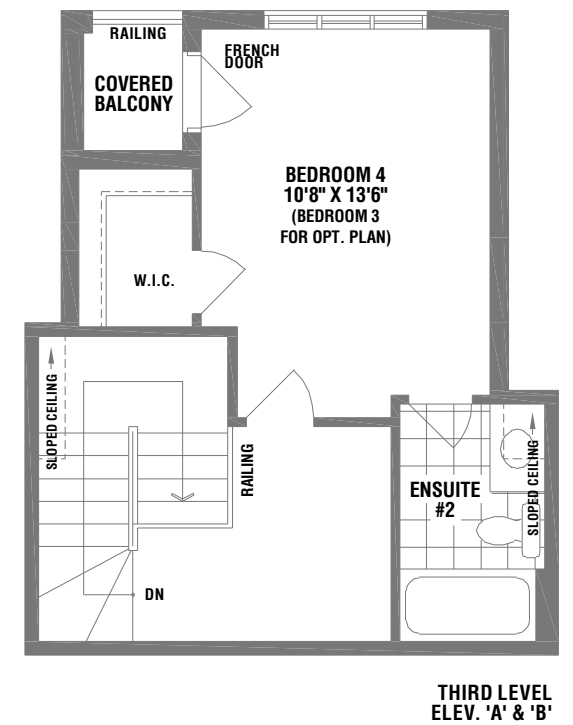 RAILING
FRENCH
DOOR
COVERED
BALCONY
BEDROOM 4
10'8" X 13'6"
(BEDROOM 3
FOR OPT. PLAN)
W.I.C.
SLOPED CEILING
RAILING
ENSUITE
#2
SLOPED CEILING
DN
THIRD LEVEL
ELEV. 'A' & 'B'